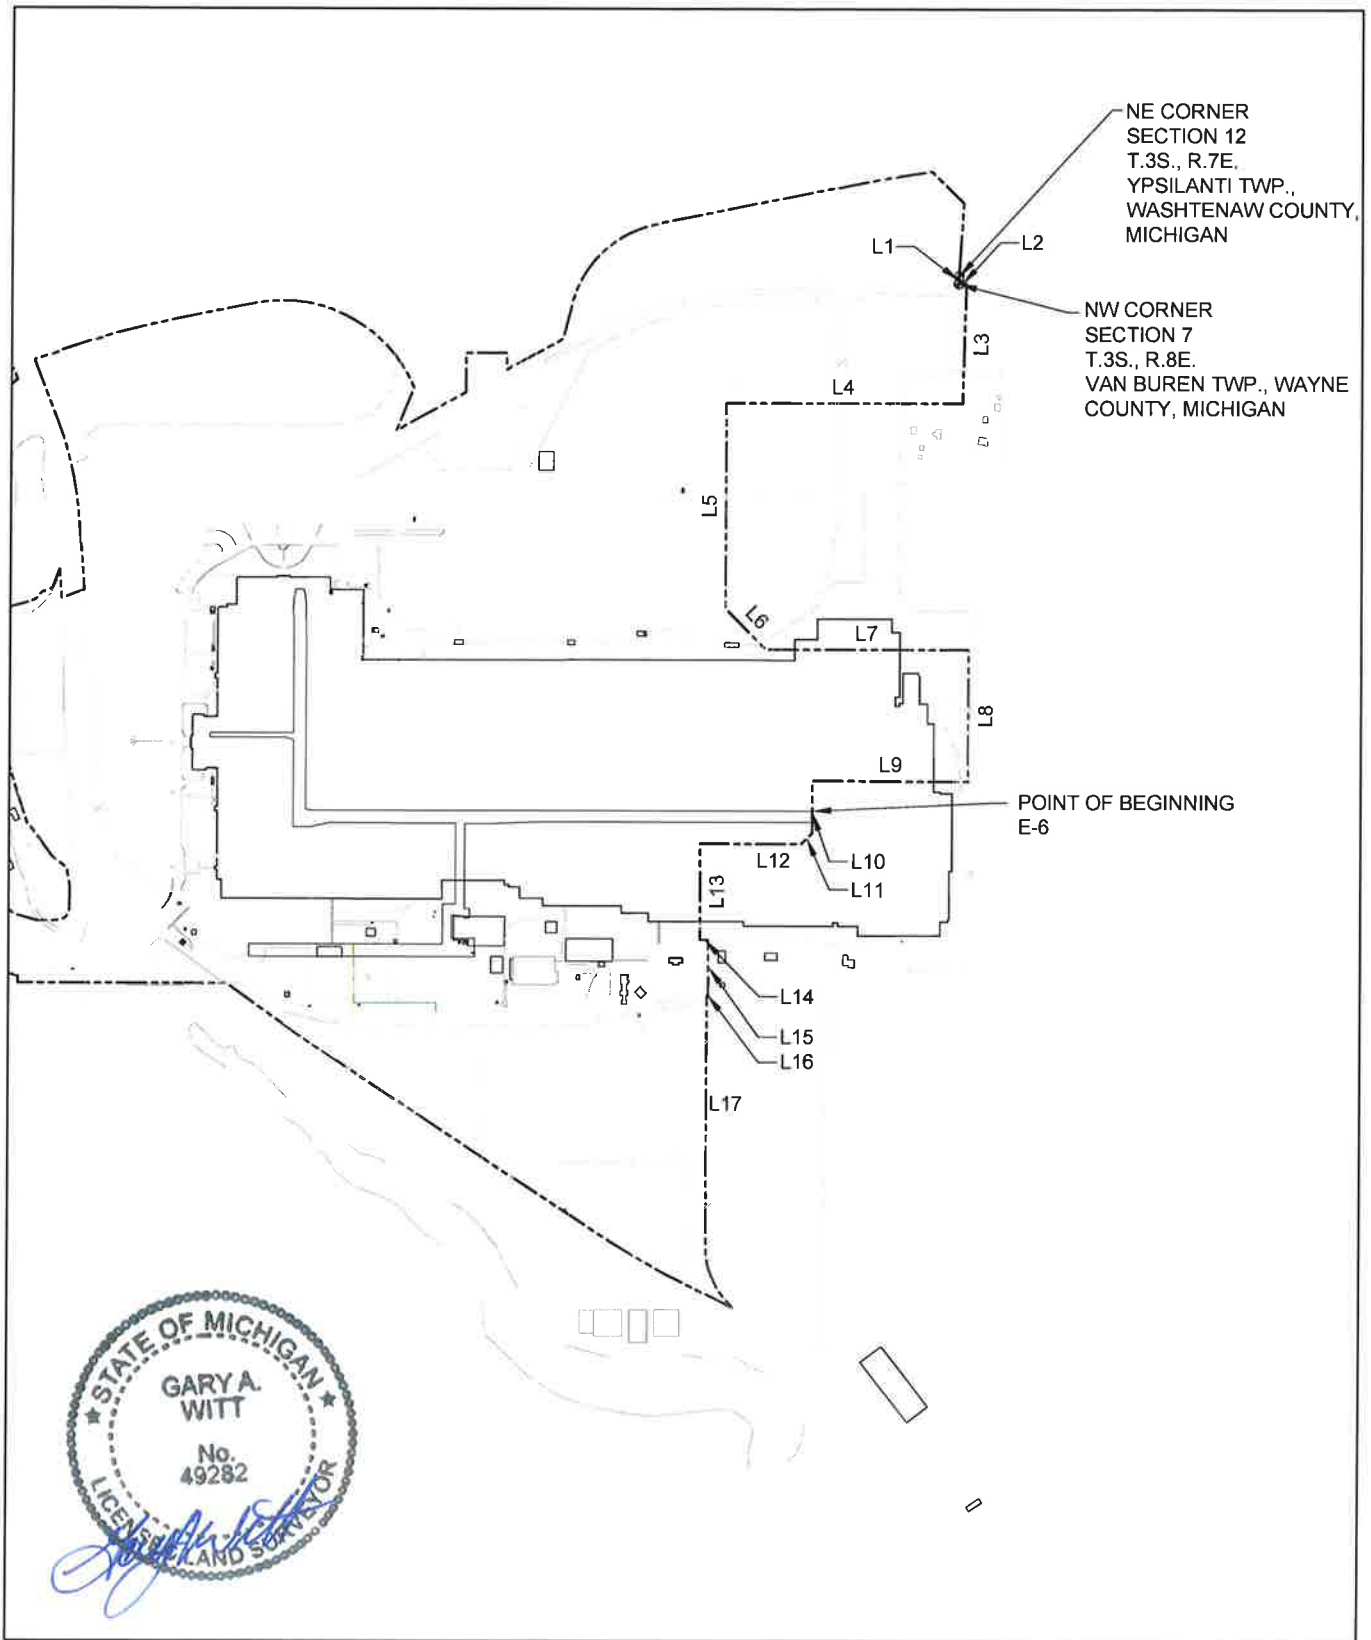 NE CORNER
SECTION 12
T.3S., R.7E.
YPSILANTI TWP.,
WASHTENAW COUNTY,
MICHIGAN
L1
L2
NW CORNER
SECTION 7
T.3S., R.8E.
VAN BUREN TWP., WAYNE
COUNTY, MICHIGAN
L3
L4
L5
L6
L7
L8
L9
POINT OF BEGINNING
E-6
L10
L11
L12
L13
L14
L15
L16
L17
STATE OF MICHIGAN
GARY A.
WITT
No.
49282
LICENSED LAND SURVEYOR